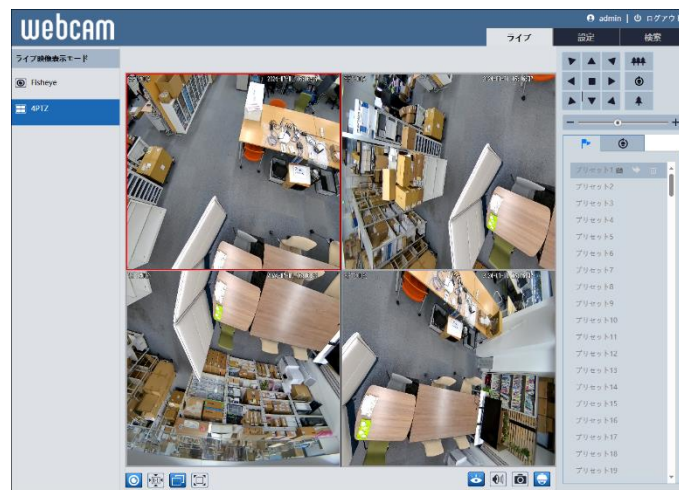 webcam
admin | ログアウト
ライブ
設定
検索
ライブ映像表示モード
Fisheye
4PTZ
プリセット1
プリセット2
プリセット3
プリセット4
プリセット5
プリセット6
プリセット7
プリセット8
プリセット9
プリセット10
プリセット11
プリセット12
プリセット13
プリセット14
プリセット15
プリセット16
プリセット17
プリセット18
プリセット19